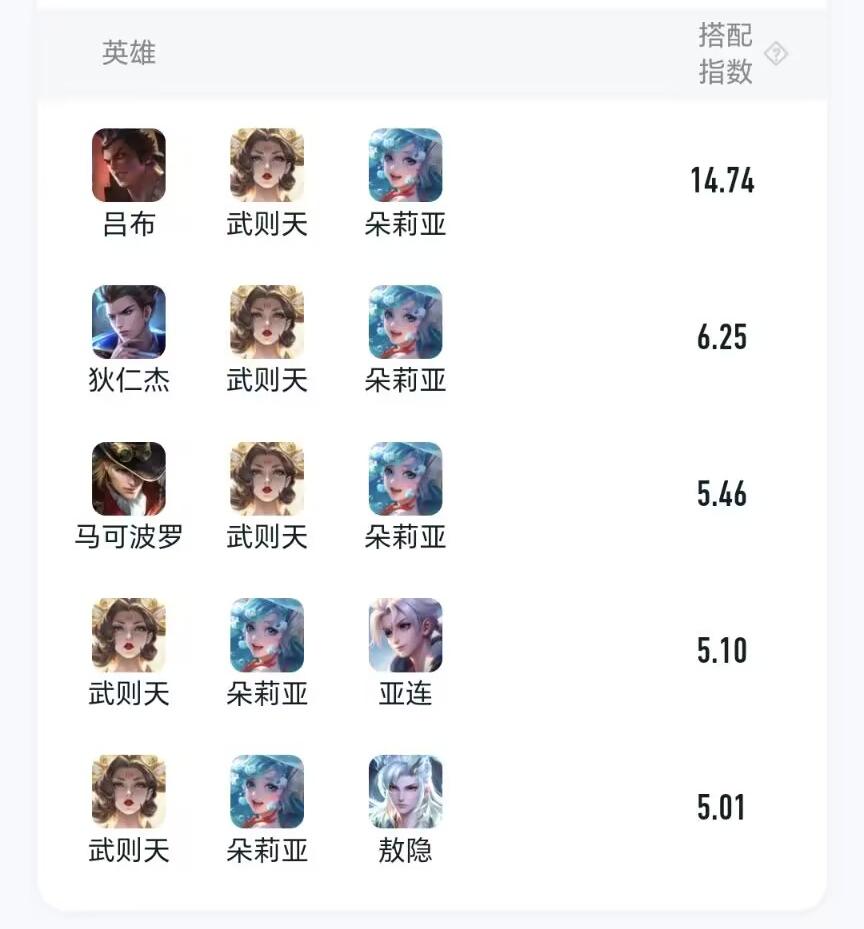 英雄
搭配
指数
?
吕布 武则天 朵莉亚 14.74
狄仁杰 武则天 朵莉亚 6.25
马可波罗 武则天 朵莉亚 5.46
武则天 朵莉亚 亚连 5.10
武则天 朵莉亚 敖隐 5.01